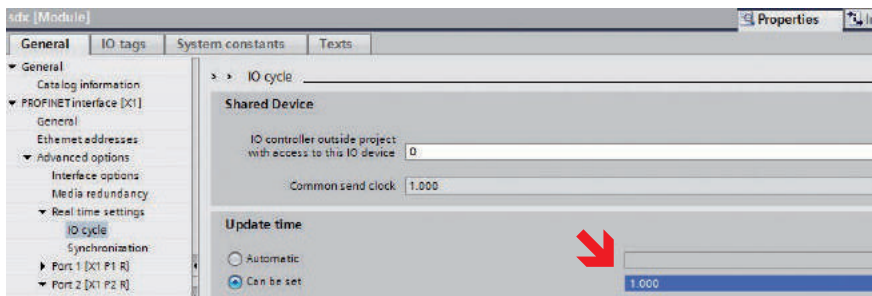 sdx [Module]
Properties
General IO tags System constants Texts
General
Catalog information
PROFINET interface [X1]
General
Ethernet addresses
Advanced options
Interface options
Media redundancy
Real time settings
IO cycle
Synchronization
Port 1 [X1 P1 R]
Port 2 [X1 P2 R]
> > IO cycle
Shared Device
IO controller outside project
with access to this IO device 0
Common send clock 1.000
Update time
Automatic
Can be set 1.000